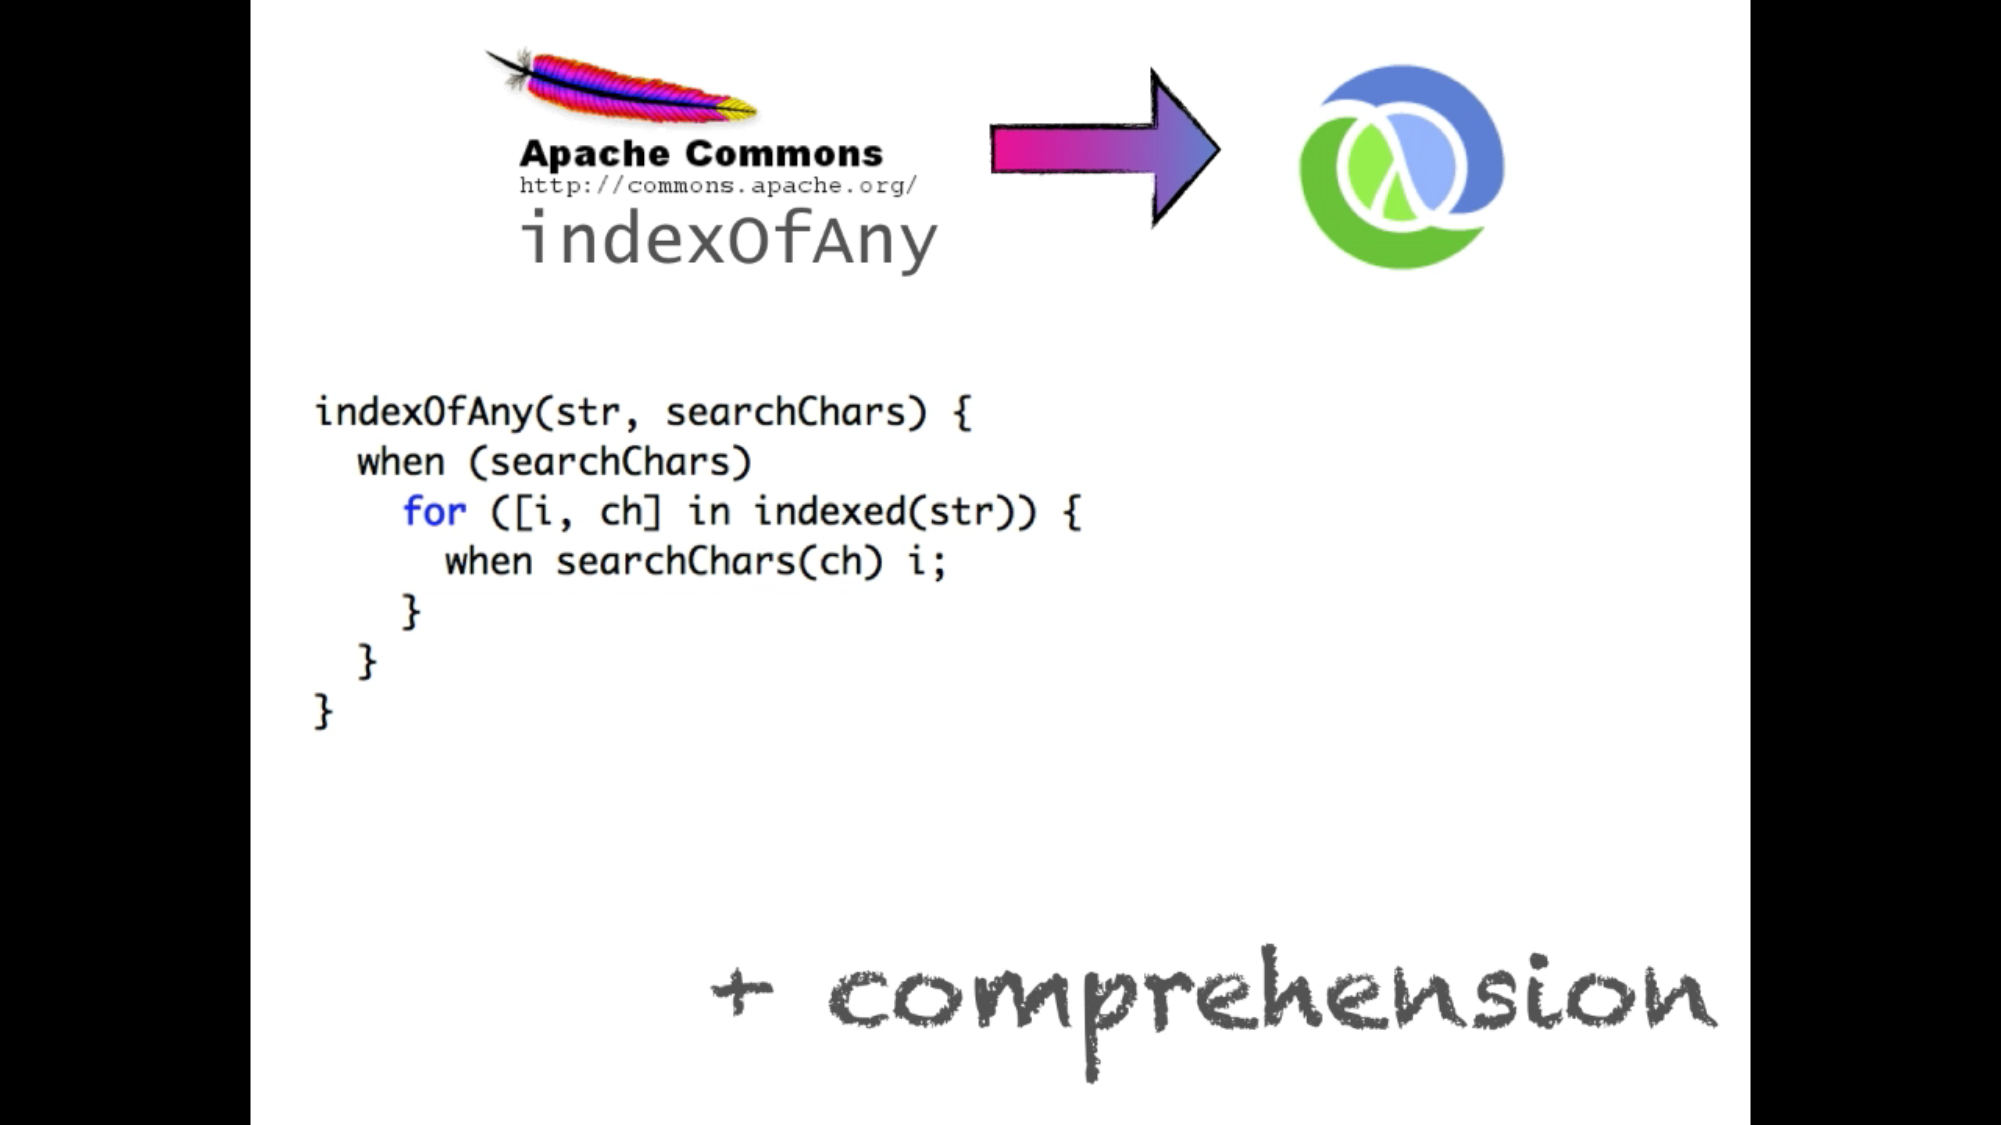 Apache Commons
http://commons.apache.org/
indexOfAny
indexOfAny(str, searchChars) {
  when (searchChars)
    for ([i, ch] in indexed(str)) {
      when searchChars(ch) i;
    }
  }
}
+ comprehension